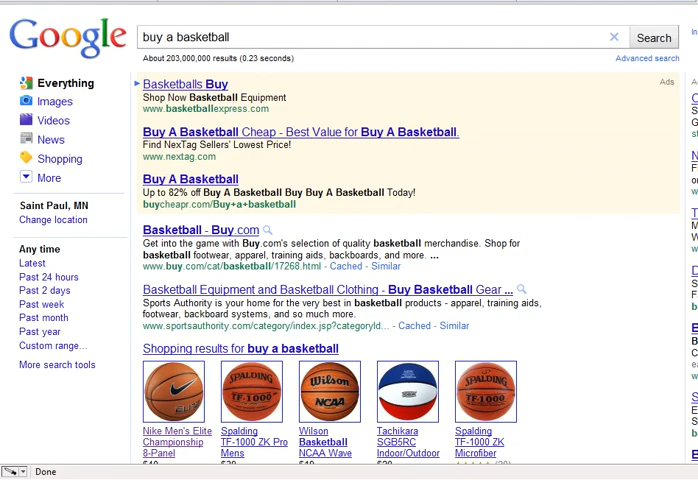 Google
buy a basketball
Search
About 203,000,000 results (0.23 seconds)
Advanced search
Everything
Images
Videos
News
Shopping
More
Saint Paul, MN
Change location
Any time
Latest
Past 24 hours
Past 2 days
Past week
Past month
Past year
Custom range...
More search tools
Ads
Basketballs Buy
Shop Now Basketball Equipment
www.basketballexpress.com
Buy A Basketball Cheap - Best Value for Buy A Basketball.
Find NexTag Sellers' Lowest Price!
www.nextag.com
Buy A Basketball
Up to 82% off Buy A Basketball Buy Buy A Basketball Today!
buycheapr.com/Buy+a+basketball
Basketball - Buy.com
Get into the game with Buy.com's selection of quality basketball merchandise. Shop for
basketball footwear, apparel, training aids, backboards, and more. ...
www.buy.com/cat/basketball/17268.html - Cached - Similar
Basketball Equipment and Basketball Clothing - Buy Basketball Gear ...
Sports Authority is your home for the very best in basketball products - apparel, training aids,
footwear, backboard systems, and so much more.
www.sportsauthority.com/category/index.jsp?categoryId... - Cached - Similar
Shopping results for buy a basketball
ELITE
SPALDING
TF-1000
Wilson
NCAA
SPALDING
TF-1000
Nike Men's Elite
Championship
8-Panel
Spalding
TF-1000 ZK Pro
Mens
Wilson
Basketball
NCAA Wave
Tachikara
SGB5RC
Indoor/Outdoor
Spalding
TF-1000 ZK
Microfiber
Done